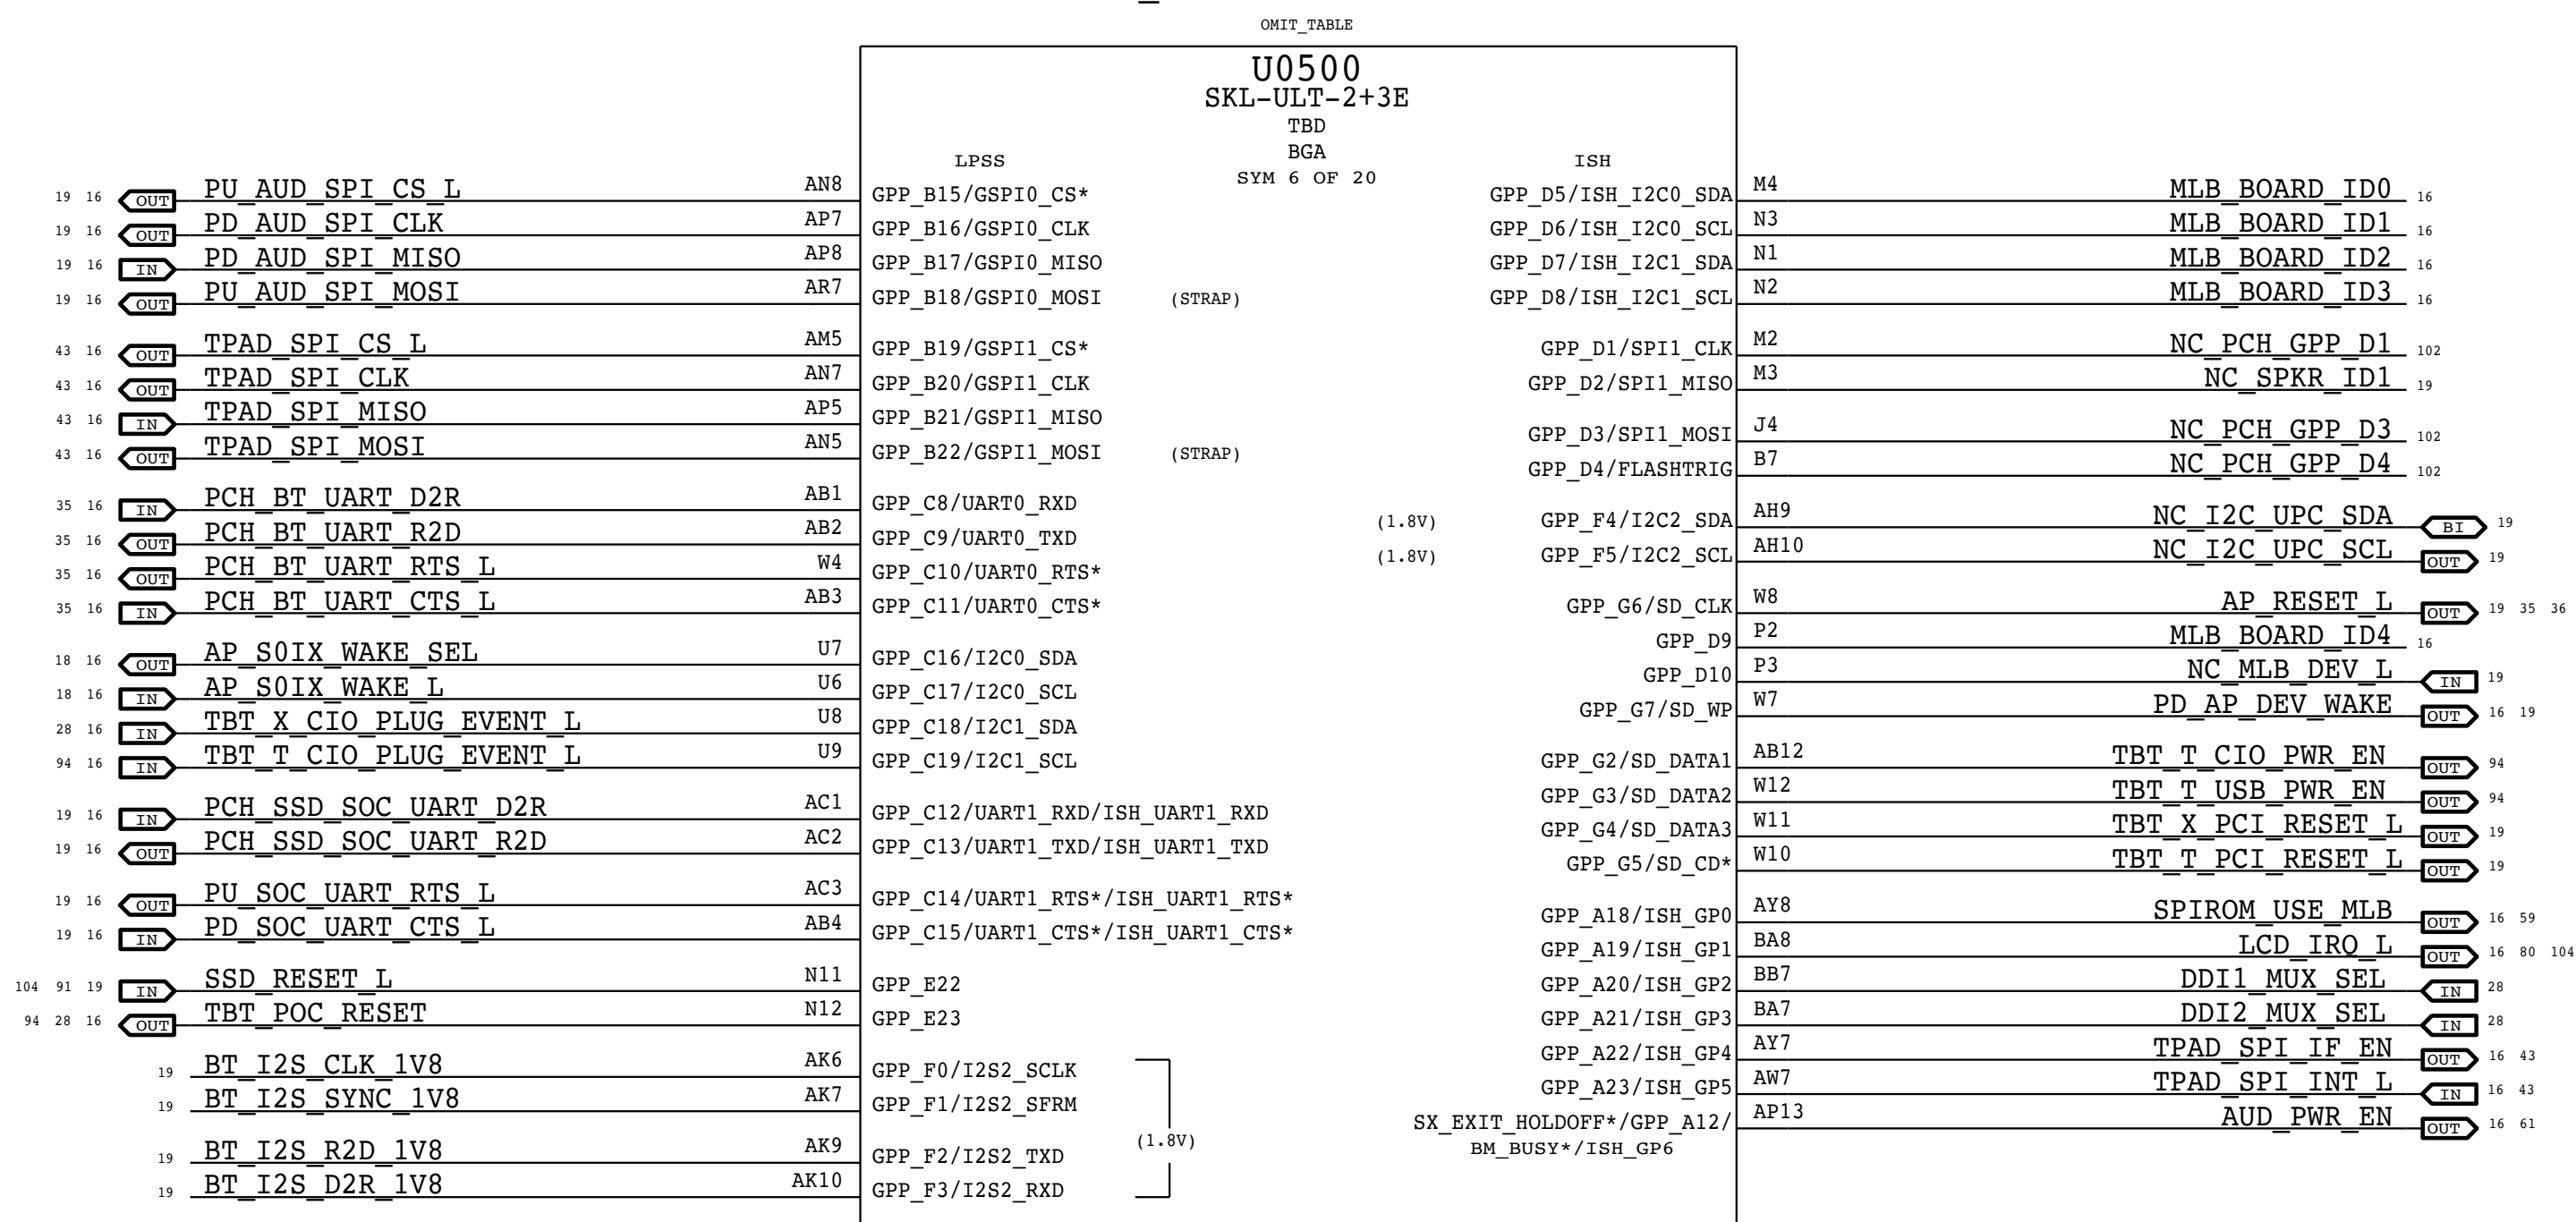 OMIT_TABLE
U0500
SKL-ULT-2+3E
TBD
BGA
SYM 6 OF 20
LPSS
ISH
19 16 OUT PU_AUD_SPI_CS_L AN8 GPP_B15/GSPI0_CS*
19 16 OUT PD_AUD_SPI_CLK AP7 GPP_B16/GSPI0_CLK
19 16 IN PD_AUD_SPI_MISO AP8 GPP_B17/GSPI0_MISO
19 16 OUT PU_AUD_SPI_MOSI AR7 GPP_B18/GSPI0_MOSI (STRAP)
43 16 OUT TPAD_SPI_CS_L AM5 GPP_B19/GSPI1_CS*
43 16 OUT TPAD_SPI_CLK AN7 GPP_B20/GSPI1_CLK
43 16 IN TPAD_SPI_MISO AP5 GPP_B21/GSPI1_MISO
43 16 OUT TPAD_SPI_MOSI AN5 GPP_B22/GSPI1_MOSI (STRAP)
35 16 IN PCH_BT_UART_D2R AB1 GPP_C8/UART0_RXD
35 16 OUT PCH_BT_UART_R2D AB2 GPP_C9/UART0_TXD
35 16 OUT PCH_BT_UART_RTS_L W4 GPP_C10/UART0_RTS*
35 16 IN PCH_BT_UART_CTS_L AB3 GPP_C11/UART0_CTS*
18 16 OUT AP_S0IX_WAKE_SEL U7 GPP_C16/I2C0_SDA
18 16 IN AP_S0IX_WAKE_L U6 GPP_C17/I2C0_SCL
28 16 IN TBT_X_CIO_PLUG_EVENT_L U8 GPP_C18/I2C1_SDA
94 16 IN TBT_T_CIO_PLUG_EVENT_L U9 GPP_C19/I2C1_SCL
19 16 IN PCH_SSD_SOC_UART_D2R AC1 GPP_C12/UART1_RXD/ISH_UART1_RXD
19 16 OUT PCH_SSD_SOC_UART_R2D AC2 GPP_C13/UART1_TXD/ISH_UART1_TXD
19 16 OUT PU_SOC_UART_RTS_L AC3 GPP_C14/UART1_RTS*/ISH_UART1_RTS*
19 16 IN PD_SOC_UART_CTS_L AB4 GPP_C15/UART1_CTS*/ISH_UART1_CTS*
104 91 19 IN SSD_RESET_L N11 GPP_E22
94 28 16 OUT TBT_POC_RESET N12 GPP_E23
19 BT_I2S_CLK_1V8 AK6 GPP_F0/I2S2_SCLK
19 BT_I2S_SYNC_1V8 AK7 GPP_F1/I2S2_SFRM
(1.8V)
19 BT_I2S_R2D_1V8 AK9 GPP_F2/I2S2_TXD
19 BT_I2S_D2R_1V8 AK10 GPP_F3/I2S2_RXD
GPP_D5/ISH_I2C0_SDA M4 MLB_BOARD_ID0 16
GPP_D6/ISH_I2C0_SCL N3 MLB_BOARD_ID1 16
GPP_D7/ISH_I2C1_SDA N1 MLB_BOARD_ID2 16
GPP_D8/ISH_I2C1_SCL N2 MLB_BOARD_ID3 16
GPP_D1/SPI1_CLK M2 NC_PCH_GPP_D1 102
GPP_D2/SPI1_MISO M3 NC_SPKR_ID1 19
GPP_D3/SPI1_MOSI J4 NC_PCH_GPP_D3 102
GPP_D4/FLASHTRIG B7 NC_PCH_GPP_D4 102
(1.8V) GPP_F4/I2C2_SDA AH9 NC_I2C_UPC_SDA BI 19
(1.8V) GPP_F5/I2C2_SCL AH10 NC_I2C_UPC_SCL OUT 19
GPP_G6/SD_CLK W8 AP_RESET_L OUT 19 35 36
GPP_D9 P2 MLB_BOARD_ID4 16
GPP_D10 P3 NC_MLB_DEV_L IN 19
GPP_G7/SD_WP W7 PD_AP_DEV_WAKE OUT 16 19
GPP_G2/SD_DATA1 AB12 TBT_T_CIO_PWR_EN OUT 94
GPP_G3/SD_DATA2 W12 TBT_T_USB_PWR_EN OUT 94
GPP_G4/SD_DATA3 W11 TBT_X_PCI_RESET_L OUT 19
GPP_G5/SD_CD* W10 TBT_T_PCI_RESET_L OUT 19
GPP_A18/ISH_GP0 AY8 SPIROM_USE_MLB OUT 16 59
GPP_A19/ISH_GP1 BA8 LCD_IRQ_L OUT 16 80 104
GPP_A20/ISH_GP2 BB7 DDI1_MUX_SEL IN 28
GPP_A21/ISH_GP3 BA7 DDI2_MUX_SEL IN 28
GPP_A22/ISH_GP4 AY7 TPAD_SPI_IF_EN OUT 16 43
GPP_A23/ISH_GP5 AW7 TPAD_SPI_INT_L IN 16 43
SX_EXIT_HOLDOFF*/GPP_A12/ AP13 AUD_PWR_EN OUT 16 61
BM_BUSY*/ISH_GP6